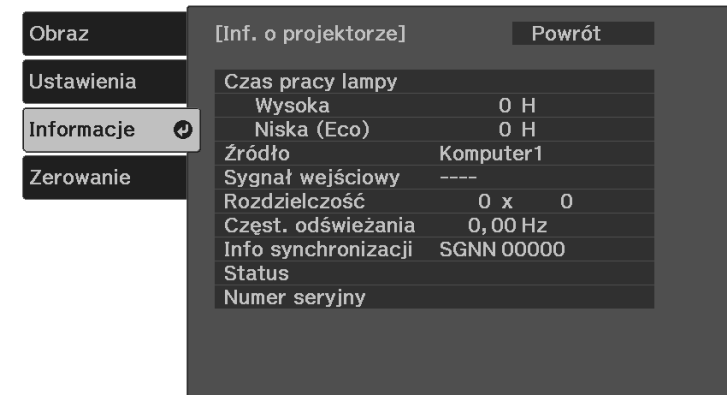 Obraz
Ustawienia
Informacje
Zerowanie
[Inf. o projektorze] Powrót
Czas pracy lampy
Wysoka 0 H
Niska (Eco) 0 H
Źródło Komputer1
Sygnał wejściowy ----
Rozdzielczość 0 x 0
Częst. odświeżania 0,00 Hz
Info synchronizacji SGNN 00000
Status
Numer seryjny